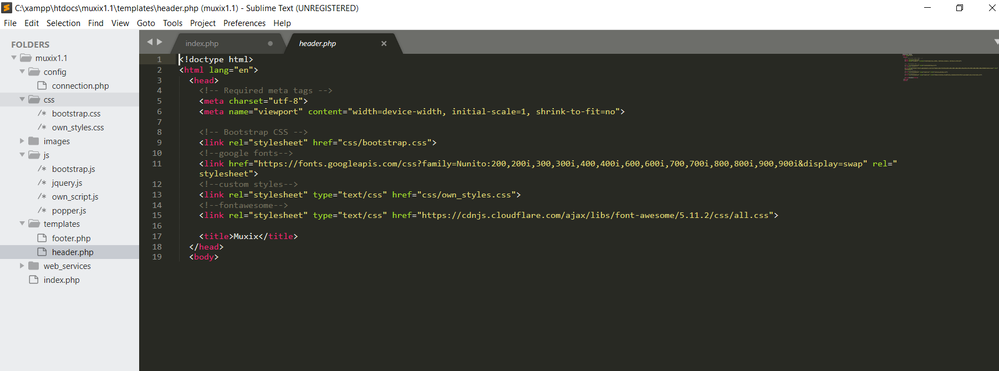 C:\xampp\htdocs\muxix1.1\templates\header.php (muxix1.1) - Sublime Text (UNREGISTERED)
File Edit Selection Find View Goto Tools Project Preferences Help
FOLDERS
muxix1.1
config
connection.php
css
/* bootstrap.css
/* own_styles.css
images
js
/* bootstrap.js
/* jquery.js
/* own_script.js
/* popper.js
templates
footer.php
header.php
web_services
index.php
index.php header.php
1 <!doctype html>
2 <html lang="en">
3 <head>
4 <!-- Required meta tags -->
5 <meta charset="utf-8">
6 <meta name="viewport" content="width=device-width, initial-scale=1, shrink-to-fit=no">
7
8 <!-- Bootstrap CSS -->
9 <link rel="stylesheet" href="css/bootstrap.css">
10 <!--google fonts-->
11 <link href="https://fonts.googleapis.com/css?family=Nunito:200,200i,300,300i,400,400i,600,600i,700,700i,800,800i,900,900i&display=swap" rel="
stylesheet">
12 <!--custom styles-->
13 <link rel="stylesheet" type="text/css" href="css/own_styles.css">
14 <!--fontawesome-->
15 <link rel="stylesheet" type="text/css" href="https://cdnjs.cloudflare.com/ajax/libs/font-awesome/5.11.2/css/all.css">
16
17 <title>Muxix</title>
18 </head>
19 <body>